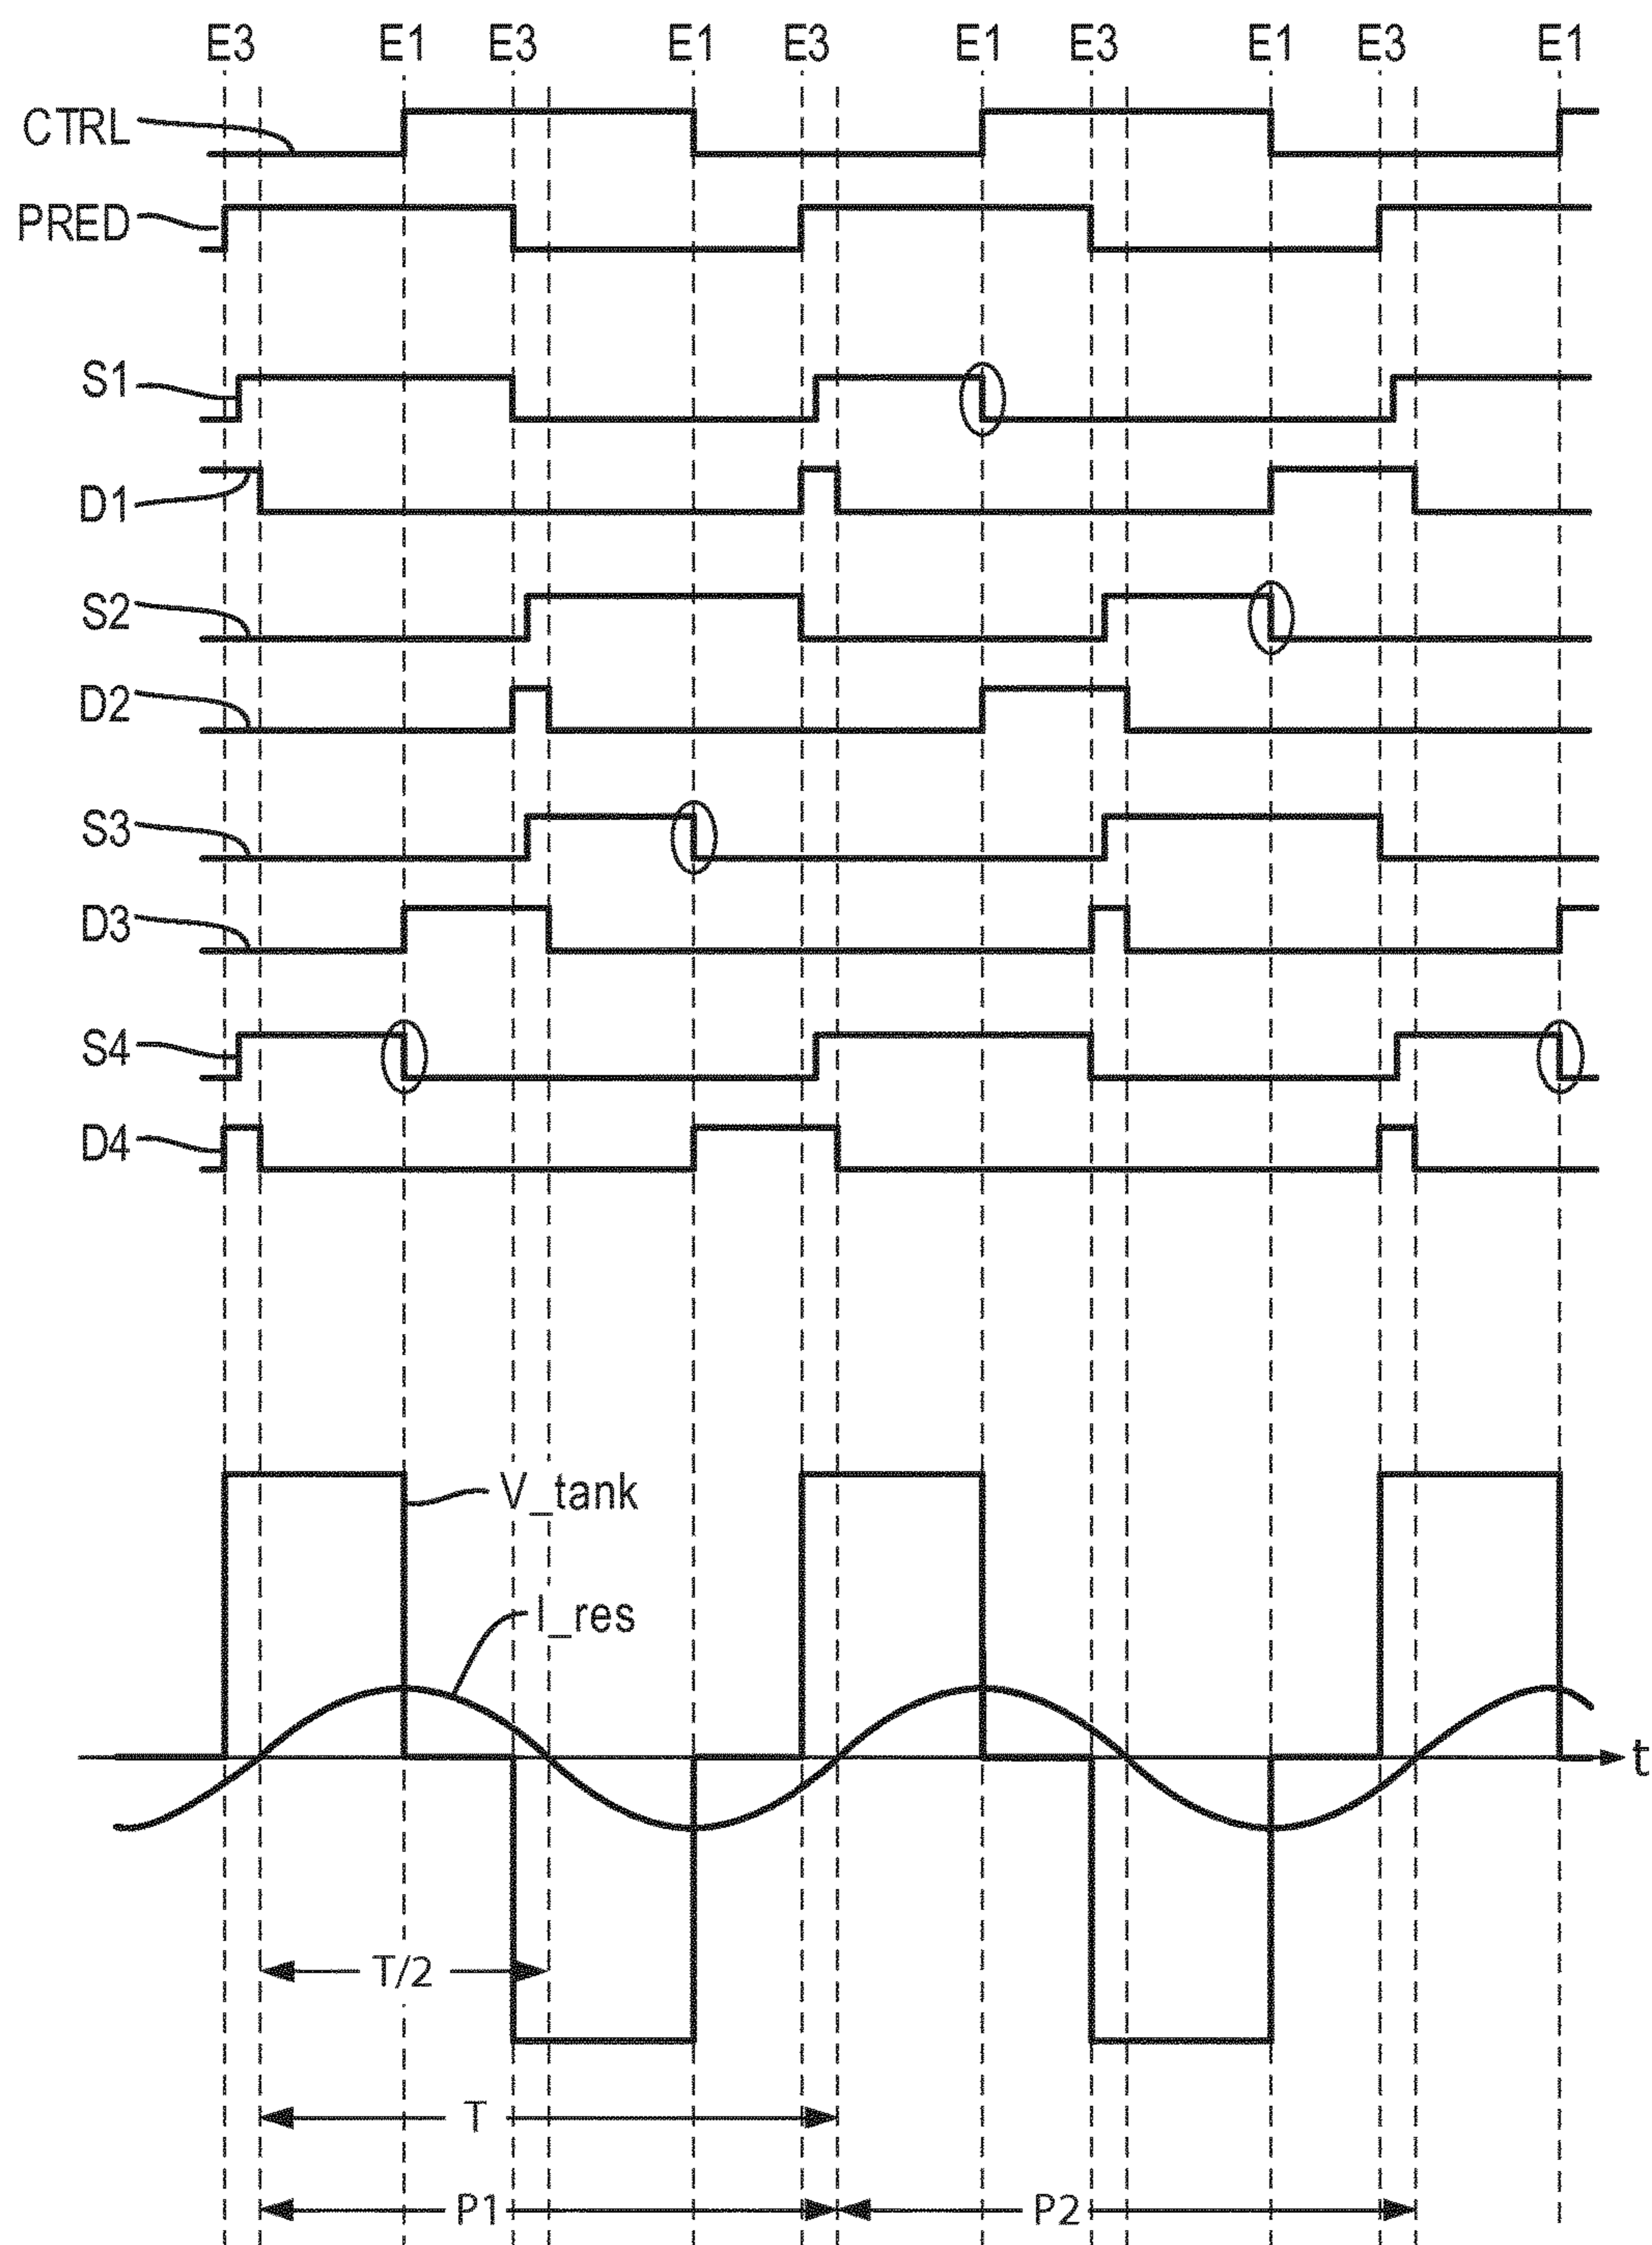 E3 E1 E3 E1 E3 E1 E3 E1 E3 E1
CTRL
PRED
S1
D1
S2
D2
S3
D3
S4
D4
V_tank
I_res
t
T/2
T
P1 P2